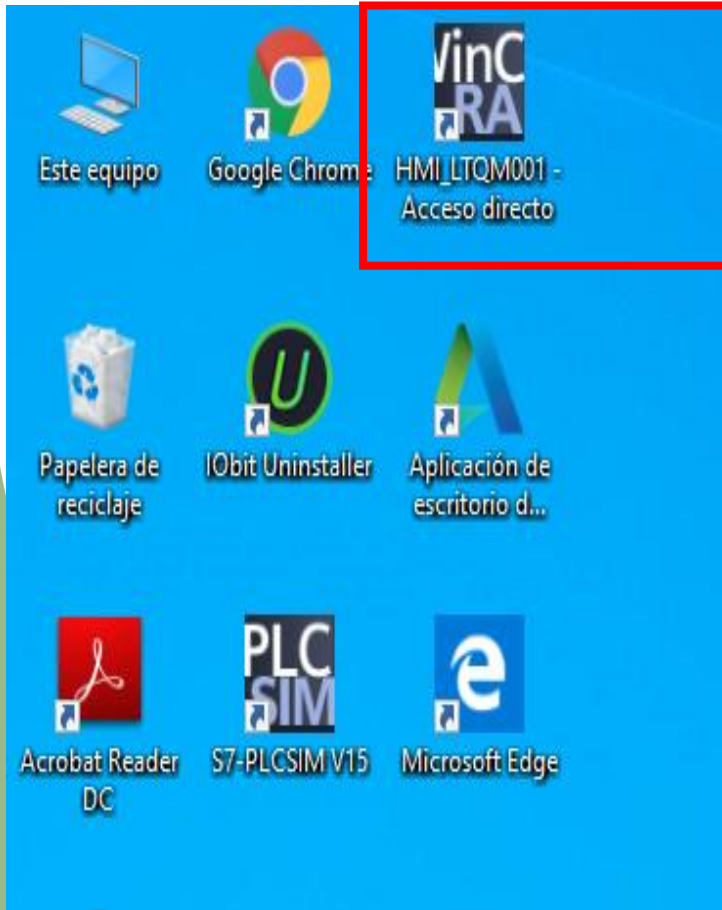 VinC
RA
Este equipo
Google Chrome
HMI_LTQM001 -
Acceso directo
U
Papelera de
reciclaje
IObit Uninstaller
Aplicación de
escritorio d...
PLC
SIM
Acrobat Reader
DC
S7-PLCSIM V15
Microsoft Edge